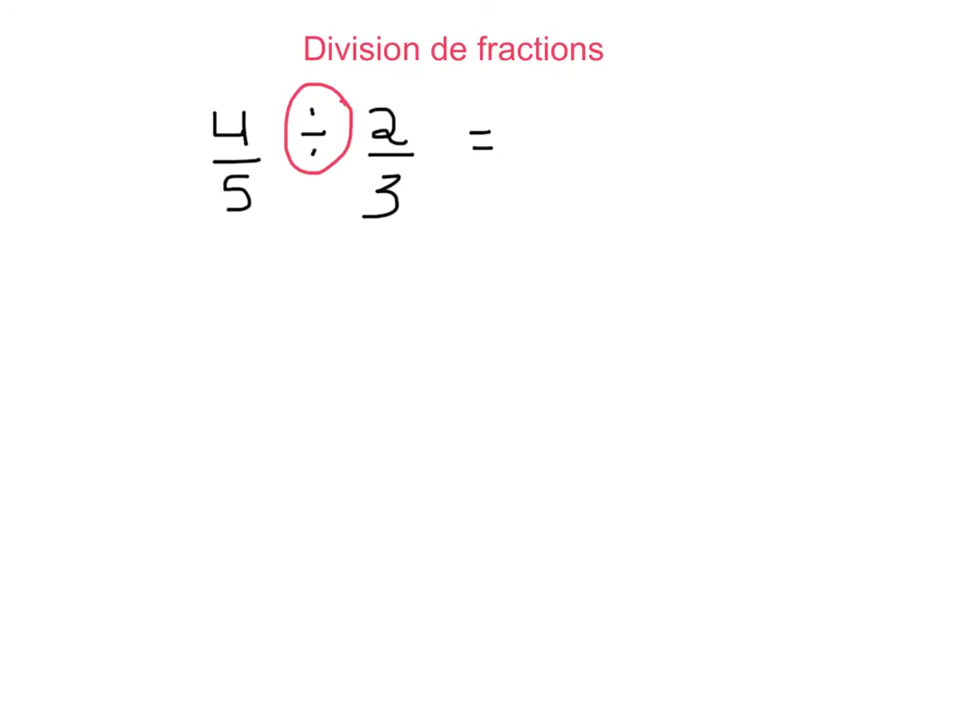 Division de fractions
4/5 ÷ 2/3 =